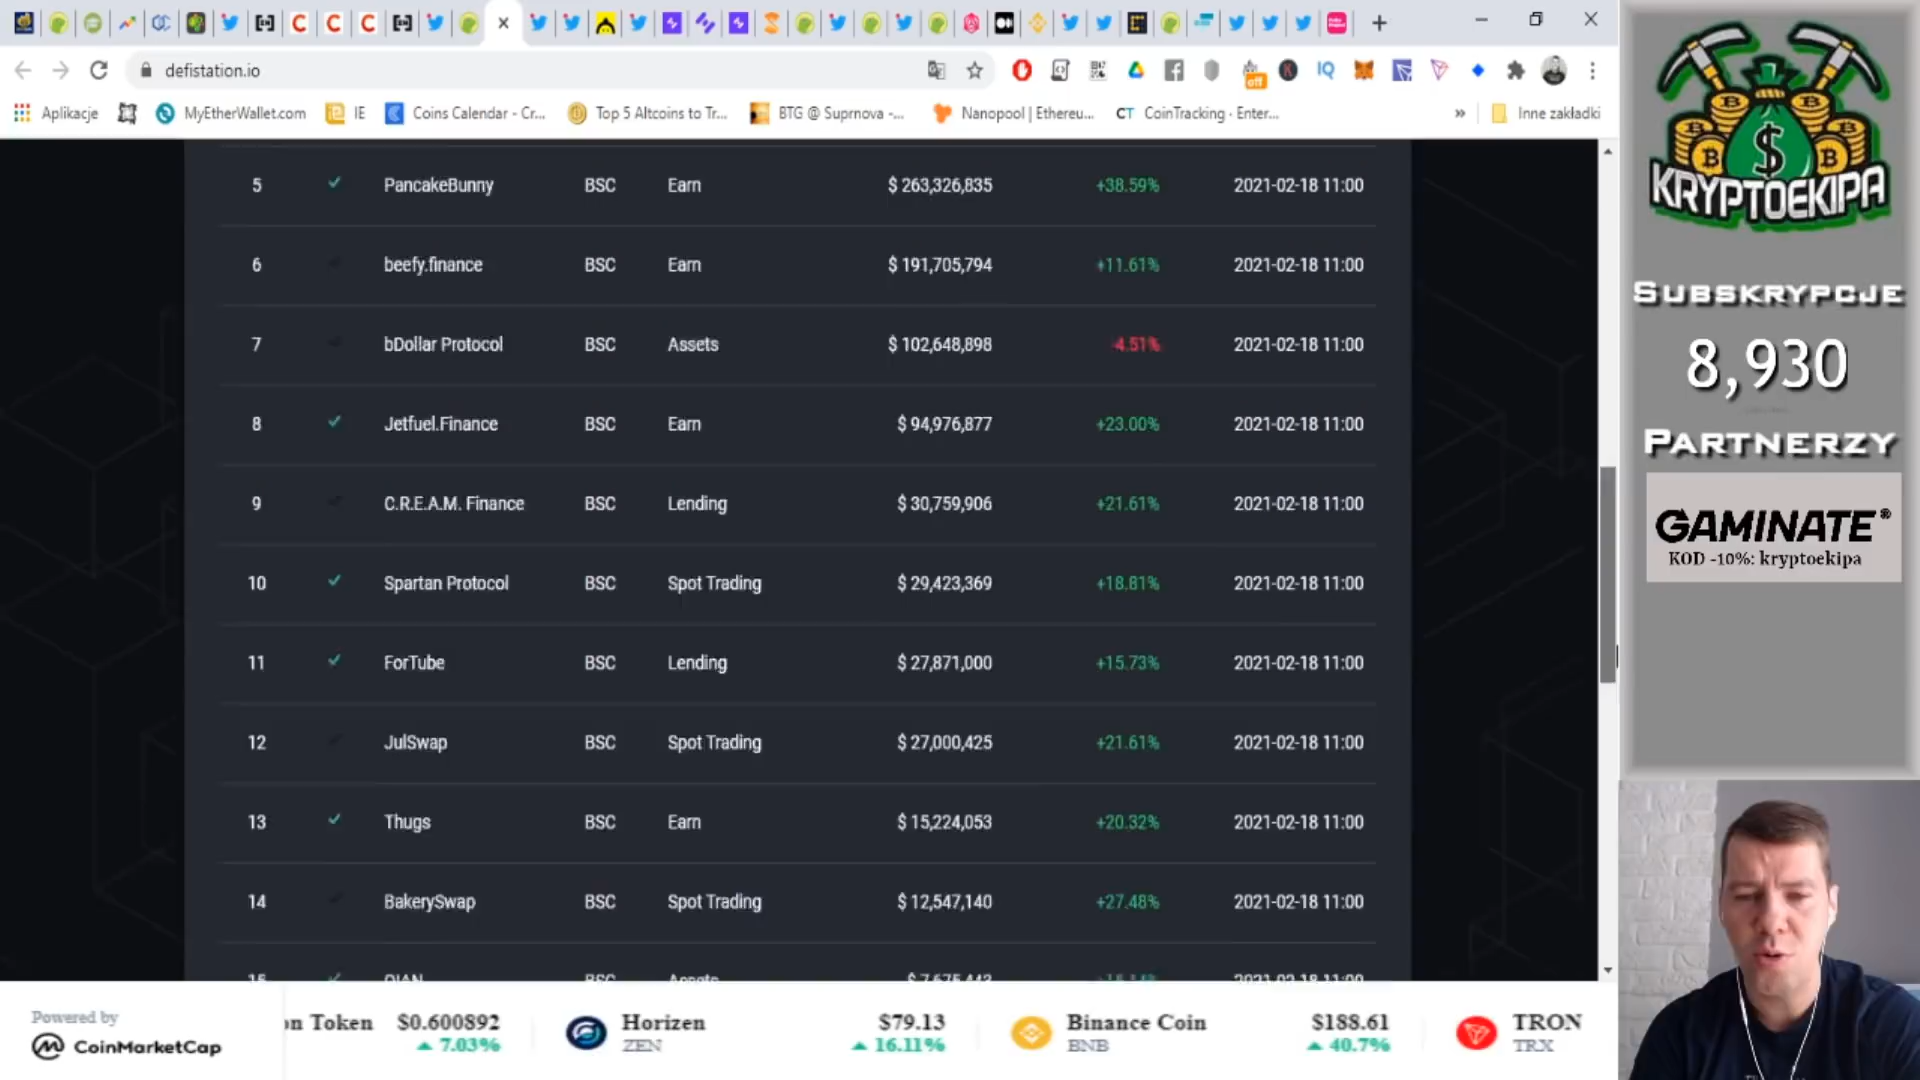 defistation.io
off
IQ
Aplikacje
MyEtherWallet.com
IE
Coins Calendar - Cr...
Top 5 Altcoins to Tr...
BTG @ Suprnova -...
Nanopool | Ethereu...
CT CoinTracking · Enter...
»
Inne zakładki
5 PancakeBunny BSC Earn $ 263,326,835 +38.59% 2021-02-18 11:00
6 beefy.finance BSC Earn $ 191,705,794 +11.61% 2021-02-18 11:00
7 bDollar Protocol BSC Assets $ 102,648,898 -4.51% 2021-02-18 11:00
8 Jetfuel.Finance BSC Earn $ 94,976,877 +23.00% 2021-02-18 11:00
9 C.R.E.A.M. Finance BSC Lending $ 30,759,906 +21.61% 2021-02-18 11:00
10 Spartan Protocol BSC Spot Trading $ 29,423,369 +18.81% 2021-02-18 11:00
11 ForTube BSC Lending $ 27,871,000 +15.73% 2021-02-18 11:00
12 JulSwap BSC Spot Trading $ 27,000,425 +21.61% 2021-02-18 11:00
13 Thugs BSC Earn $ 15,224,053 +20.32% 2021-02-18 11:00
14 BakerySwap BSC Spot Trading $ 12,547,140 +27.48% 2021-02-18 11:00
KRYPTOEKIPA
SUBSKRYPCJE
8,930
PARTNERZY
GAMINATE®
KOD -10%: kryptoekipa
Powered by
CoinMarketCap
on Token $0.600892
7.03%
Horizen $79.13
ZEN 16.11%
Binance Coin $188.61
BNB 40.7%
TRON
TRX